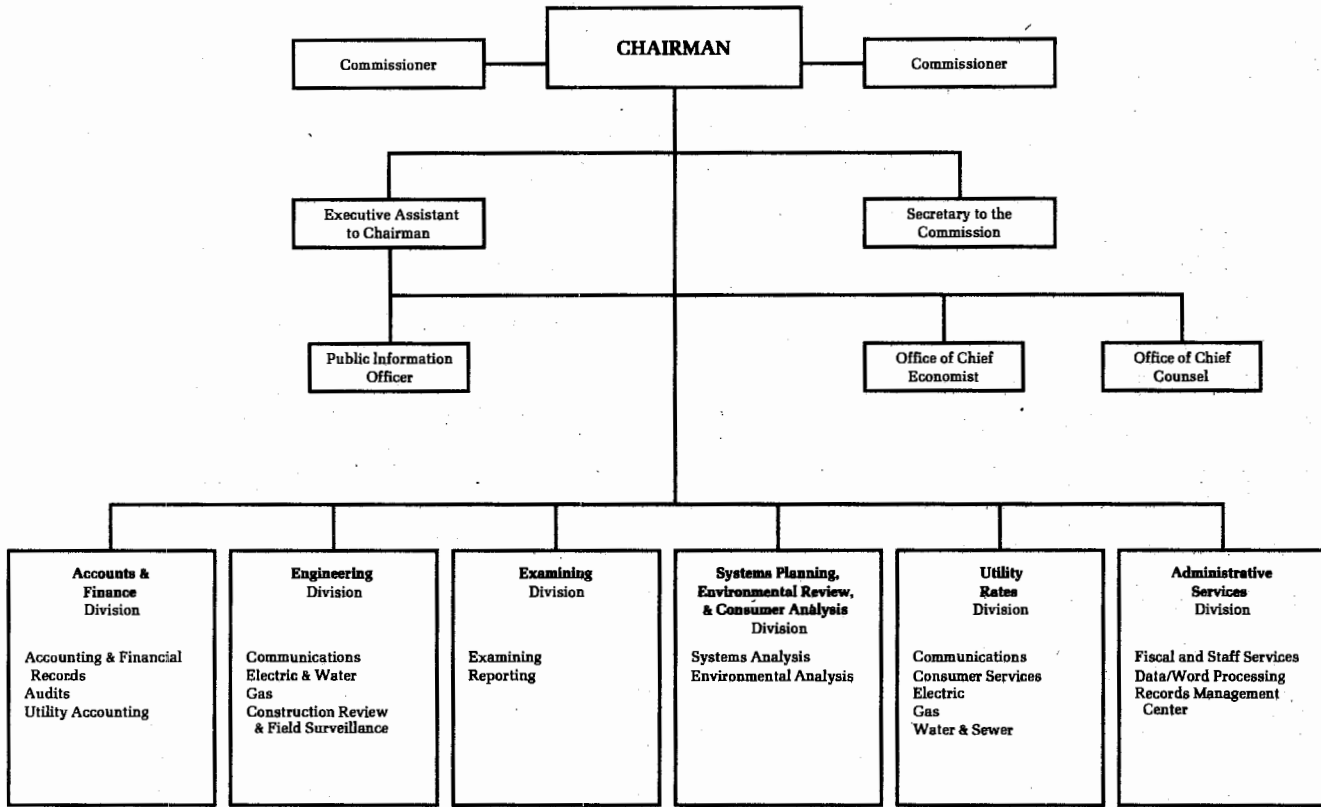 CHAIRMAN
Commissioner
Commissioner
Executive Assistant
to Chairman
Secretary to the
Commission
Public Information
Officer
Office of Chief
Economist
Office of Chief
Counsel
Accounts &
Finance
Division
Accounting & Financial
Records
Audits
Utility Accounting
Engineering
Division
Communications
Electric & Water
Gas
Construction Review
& Field Surveillance
Examining
Division
Examining
Reporting
Systems Planning,
Environmental Review,
& Consumer Analysis
Division
Systems Analysis
Environmental Analysis
Utility
Rates
Division
Communications
Consumer Services
Electric
Gas
Water & Sewer
Administrative
Services
Division
Fiscal and Staff Services
Data/Word Processing
Records Management
Center